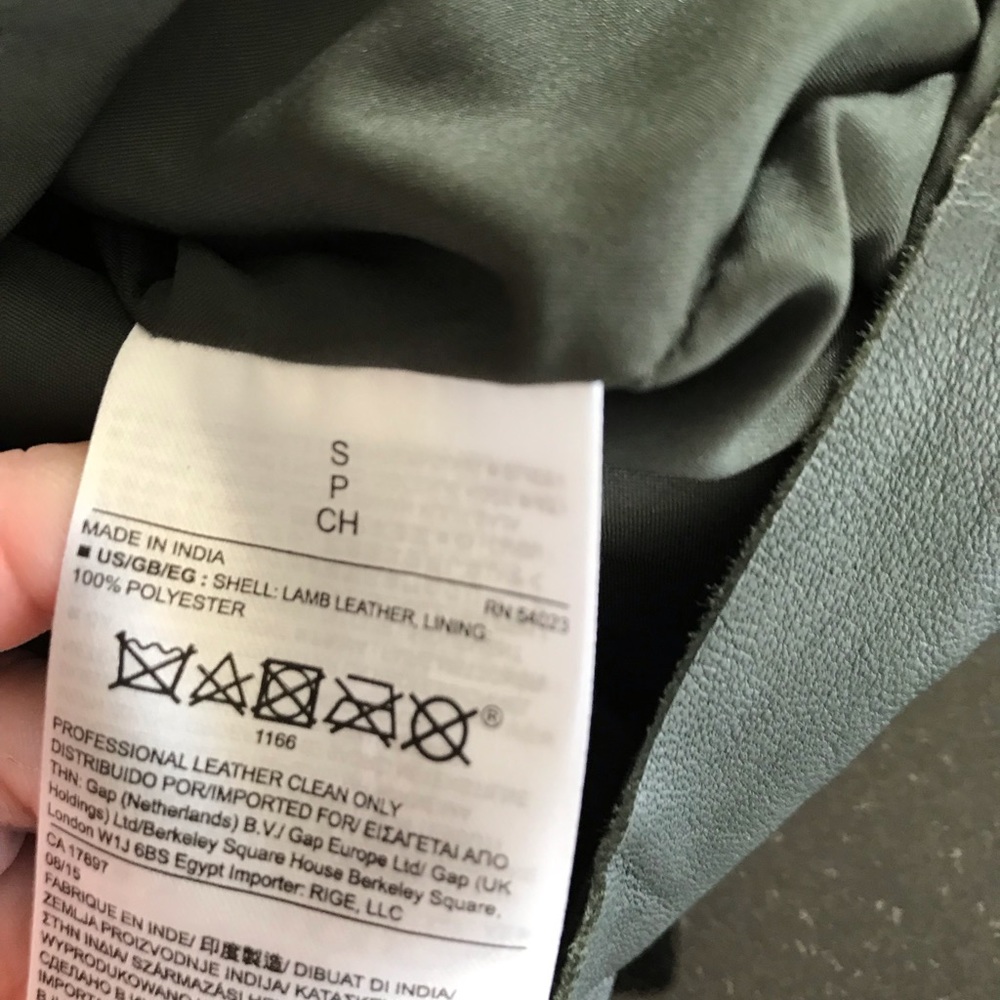 S
P
CH
MADE IN INDIA
RN 54023
■ US/GB/EG : SHELL: LAMB LEATHER, LINING:
100% POLYESTER
®
1166
PROFESSIONAL LEATHER CLEAN ONLY
DISTRIBUIDO POR/IMPORTED FOR/ ΕΙΣΑΓΕΤΑΙ ΑΠΟ
THN: Gap (Netherlands) B.V./ Gap Europe Ltd/ Gap (UK
Holdings) Ltd/Berkeley Square House Berkeley Square,
London W1J 6BS Egypt Importer: RIGE, LLC
CA 17897
08/15
FABRIQUE EN INDE/ 印度製造/ DIBUAT DI INDIA/
ZEMLJA PROIZVODNJE INDIJA/
ΣΤΗΝ ΙΝΔΙΑ/ SZÁRMAZÁSI
WYPRODUKOWANO
СДЕЛАНО В